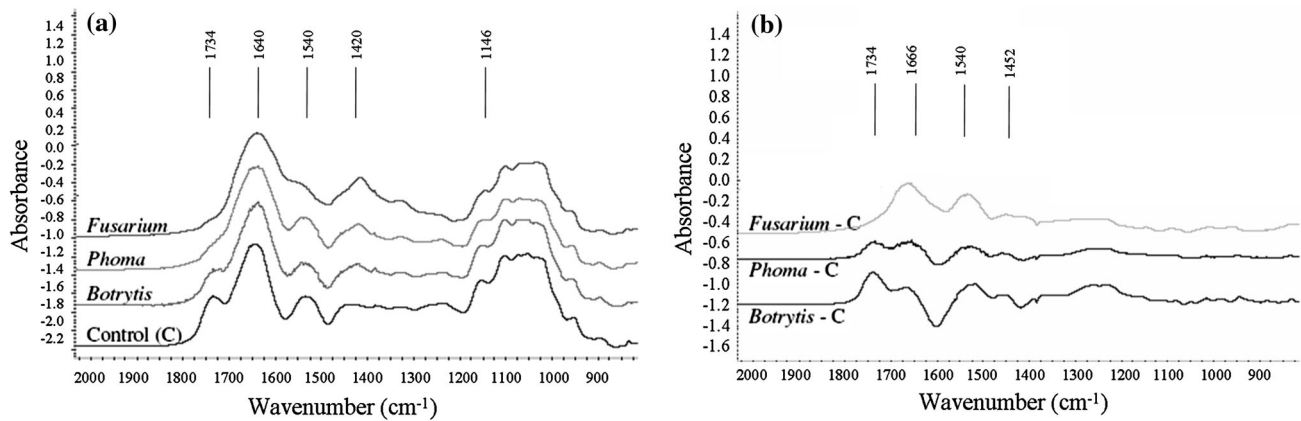 (a)
1734 1640 1540 1420 1146
1.4
1.2
1.0
0.8
0.6
0.4
0.2
0.0
-0.2
-0.4
-0.6
-0.8
-1.0
-1.2
-1.4
-1.6
-1.8
-2.0
-2.2
Absorbance
Fusarium
Phoma
Botrytis
Control (C)
2000 1900 1800 1700 1600 1500 1400 1300 1200 1100 1000 900
Wavenumber (cm-1)
(b)
1734 1666 1540 1452
1.4
1.2
1.0
0.8
0.6
0.4
0.2
0.0
-0.2
-0.4
-0.6
-0.8
-1.0
-1.2
-1.4
-1.6
Absorbance
Fusarium - C
Phoma - C
Botrytis - C
2000 1900 1800 1700 1600 1500 1400 1300 1200 1100 1000 900
Wavenumber (cm-1)